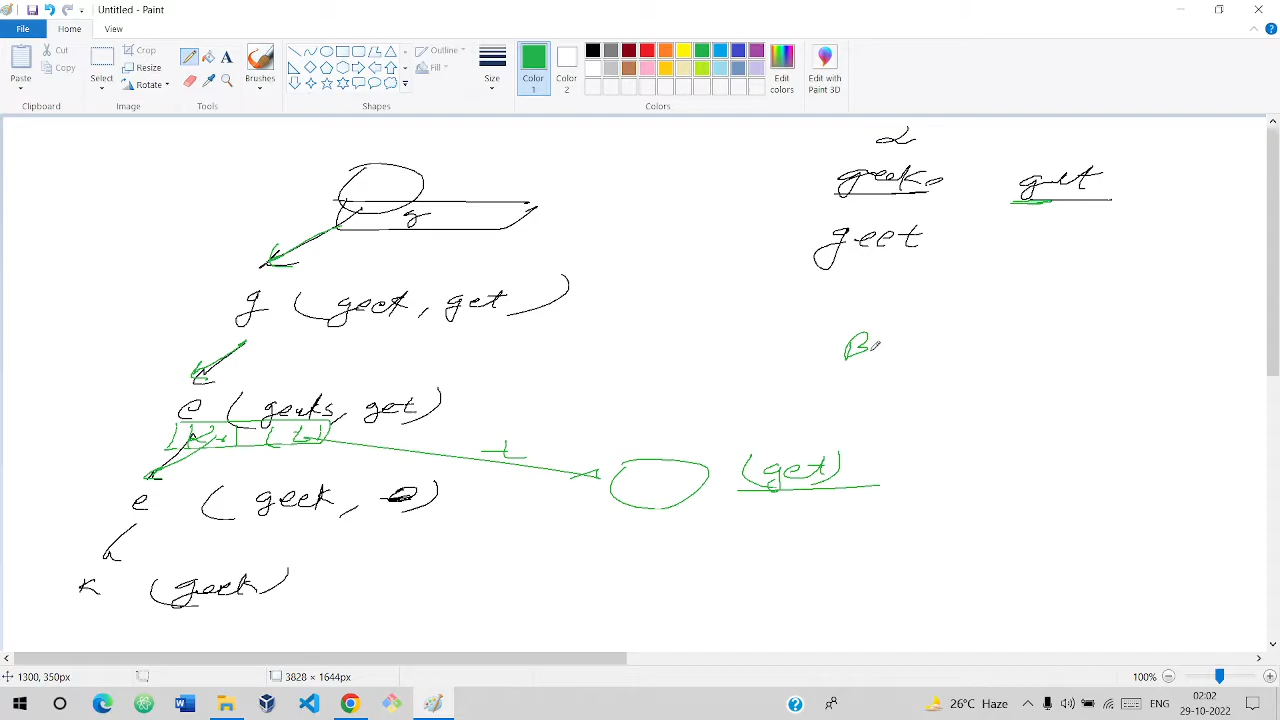 Untitled - Paint
File Home View
Paste Cut Copy Clipboard
Select Crop Resize Rotate Image
Tools
Brushes
Shapes Outline Fill
Size
Color 1 Color 2 Edit colors Colors
Edit with Paint 3D
g
g (geek, get)
e (geeks, get)
t
e (geek,
k (geek)
(get)
geeks
get
geet
B
1300, 350px
3828 × 1644px
100%
26°C Haze
ENG
02:02
29-10-2022